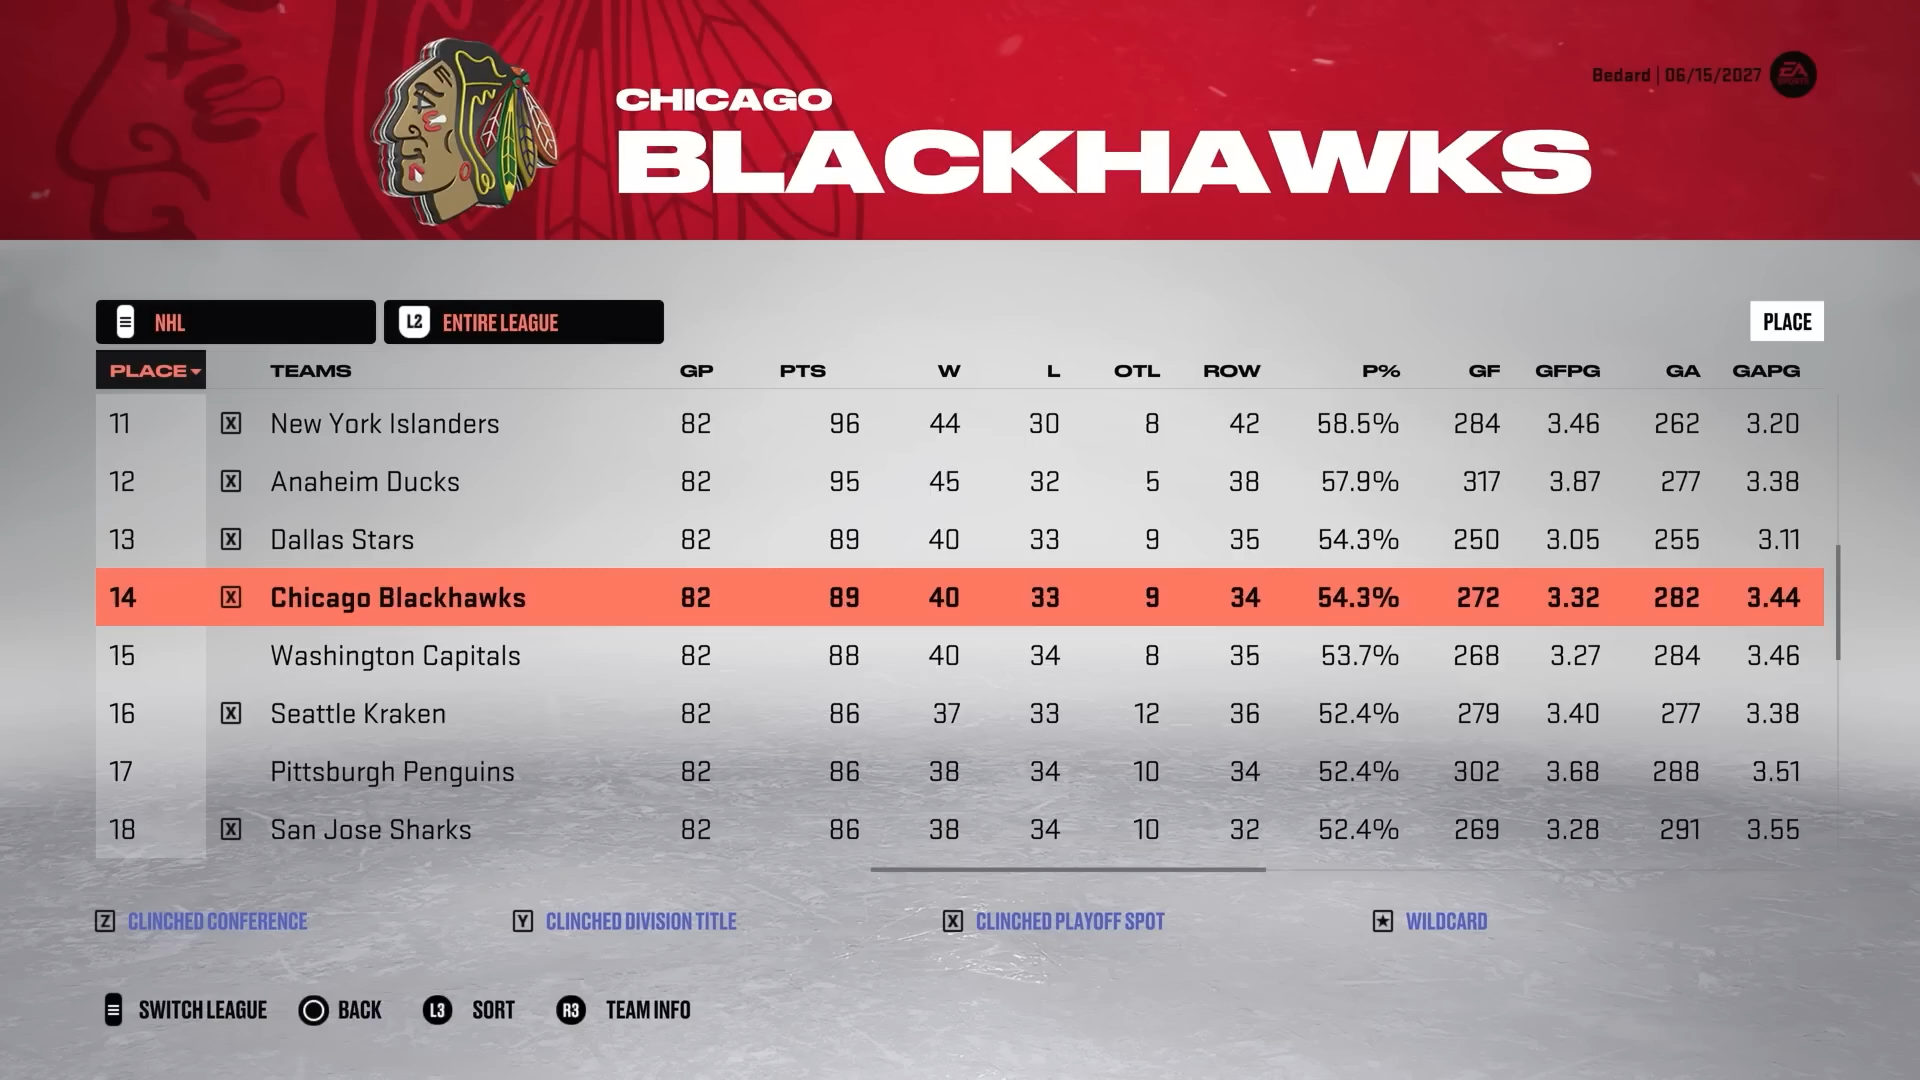 CHICAGO
BLACKHAWKS
Bedard | 06/15/2027
EA SPORTS
NHL
L2 ENTIRE LEAGUE
PLACE
PLACE TEAMS GP PTS W L OTL ROW P% GF GFPG GA GAPG
11 X New York Islanders 82 96 44 30 8 42 58.5% 284 3.46 262 3.20
12 X Anaheim Ducks 82 95 45 32 5 38 57.9% 317 3.87 277 3.38
13 X Dallas Stars 82 89 40 33 9 35 54.3% 250 3.05 255 3.11
14 X Chicago Blackhawks 82 89 40 33 9 34 54.3% 272 3.32 282 3.44
15 Washington Capitals 82 88 40 34 8 35 53.7% 268 3.27 284 3.46
16 X Seattle Kraken 82 86 37 33 12 36 52.4% 279 3.40 277 3.38
17 Pittsburgh Penguins 82 86 38 34 10 34 52.4% 302 3.68 288 3.51
18 X San Jose Sharks 82 86 38 34 10 32 52.4% 269 3.28 291 3.55
Z CLINCHED CONFERENCE Y CLINCHED DIVISION TITLE X CLINCHED PLAYOFF SPOT ★ WILDCARD
SWITCH LEAGUE BACK L3 SORT R3 TEAM INFO